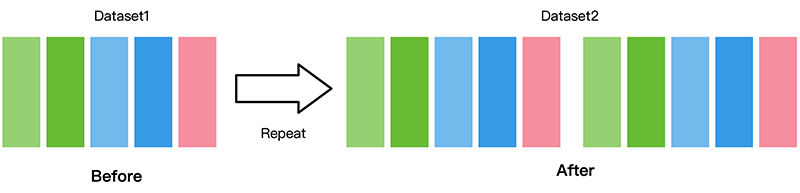 Dataset1
Dataset2
Repeat
Before
After